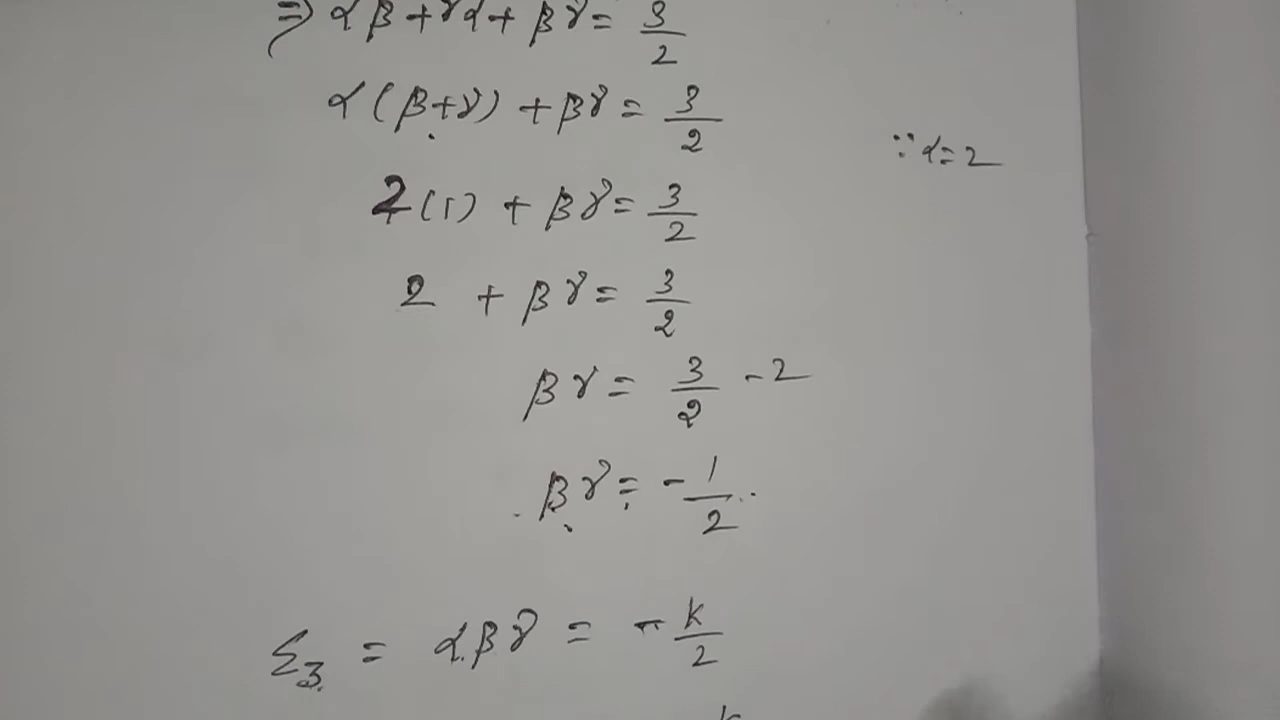 ⇒ αβ + γα + βγ = 3/2
α(β+γ) + βγ = 3/2
∵ α = 2
2(1) + βγ = 3/2
2 + βγ = 3/2
βγ = 3/2 - 2
βγ = -1/2
Σ3 = αβγ = -k/2